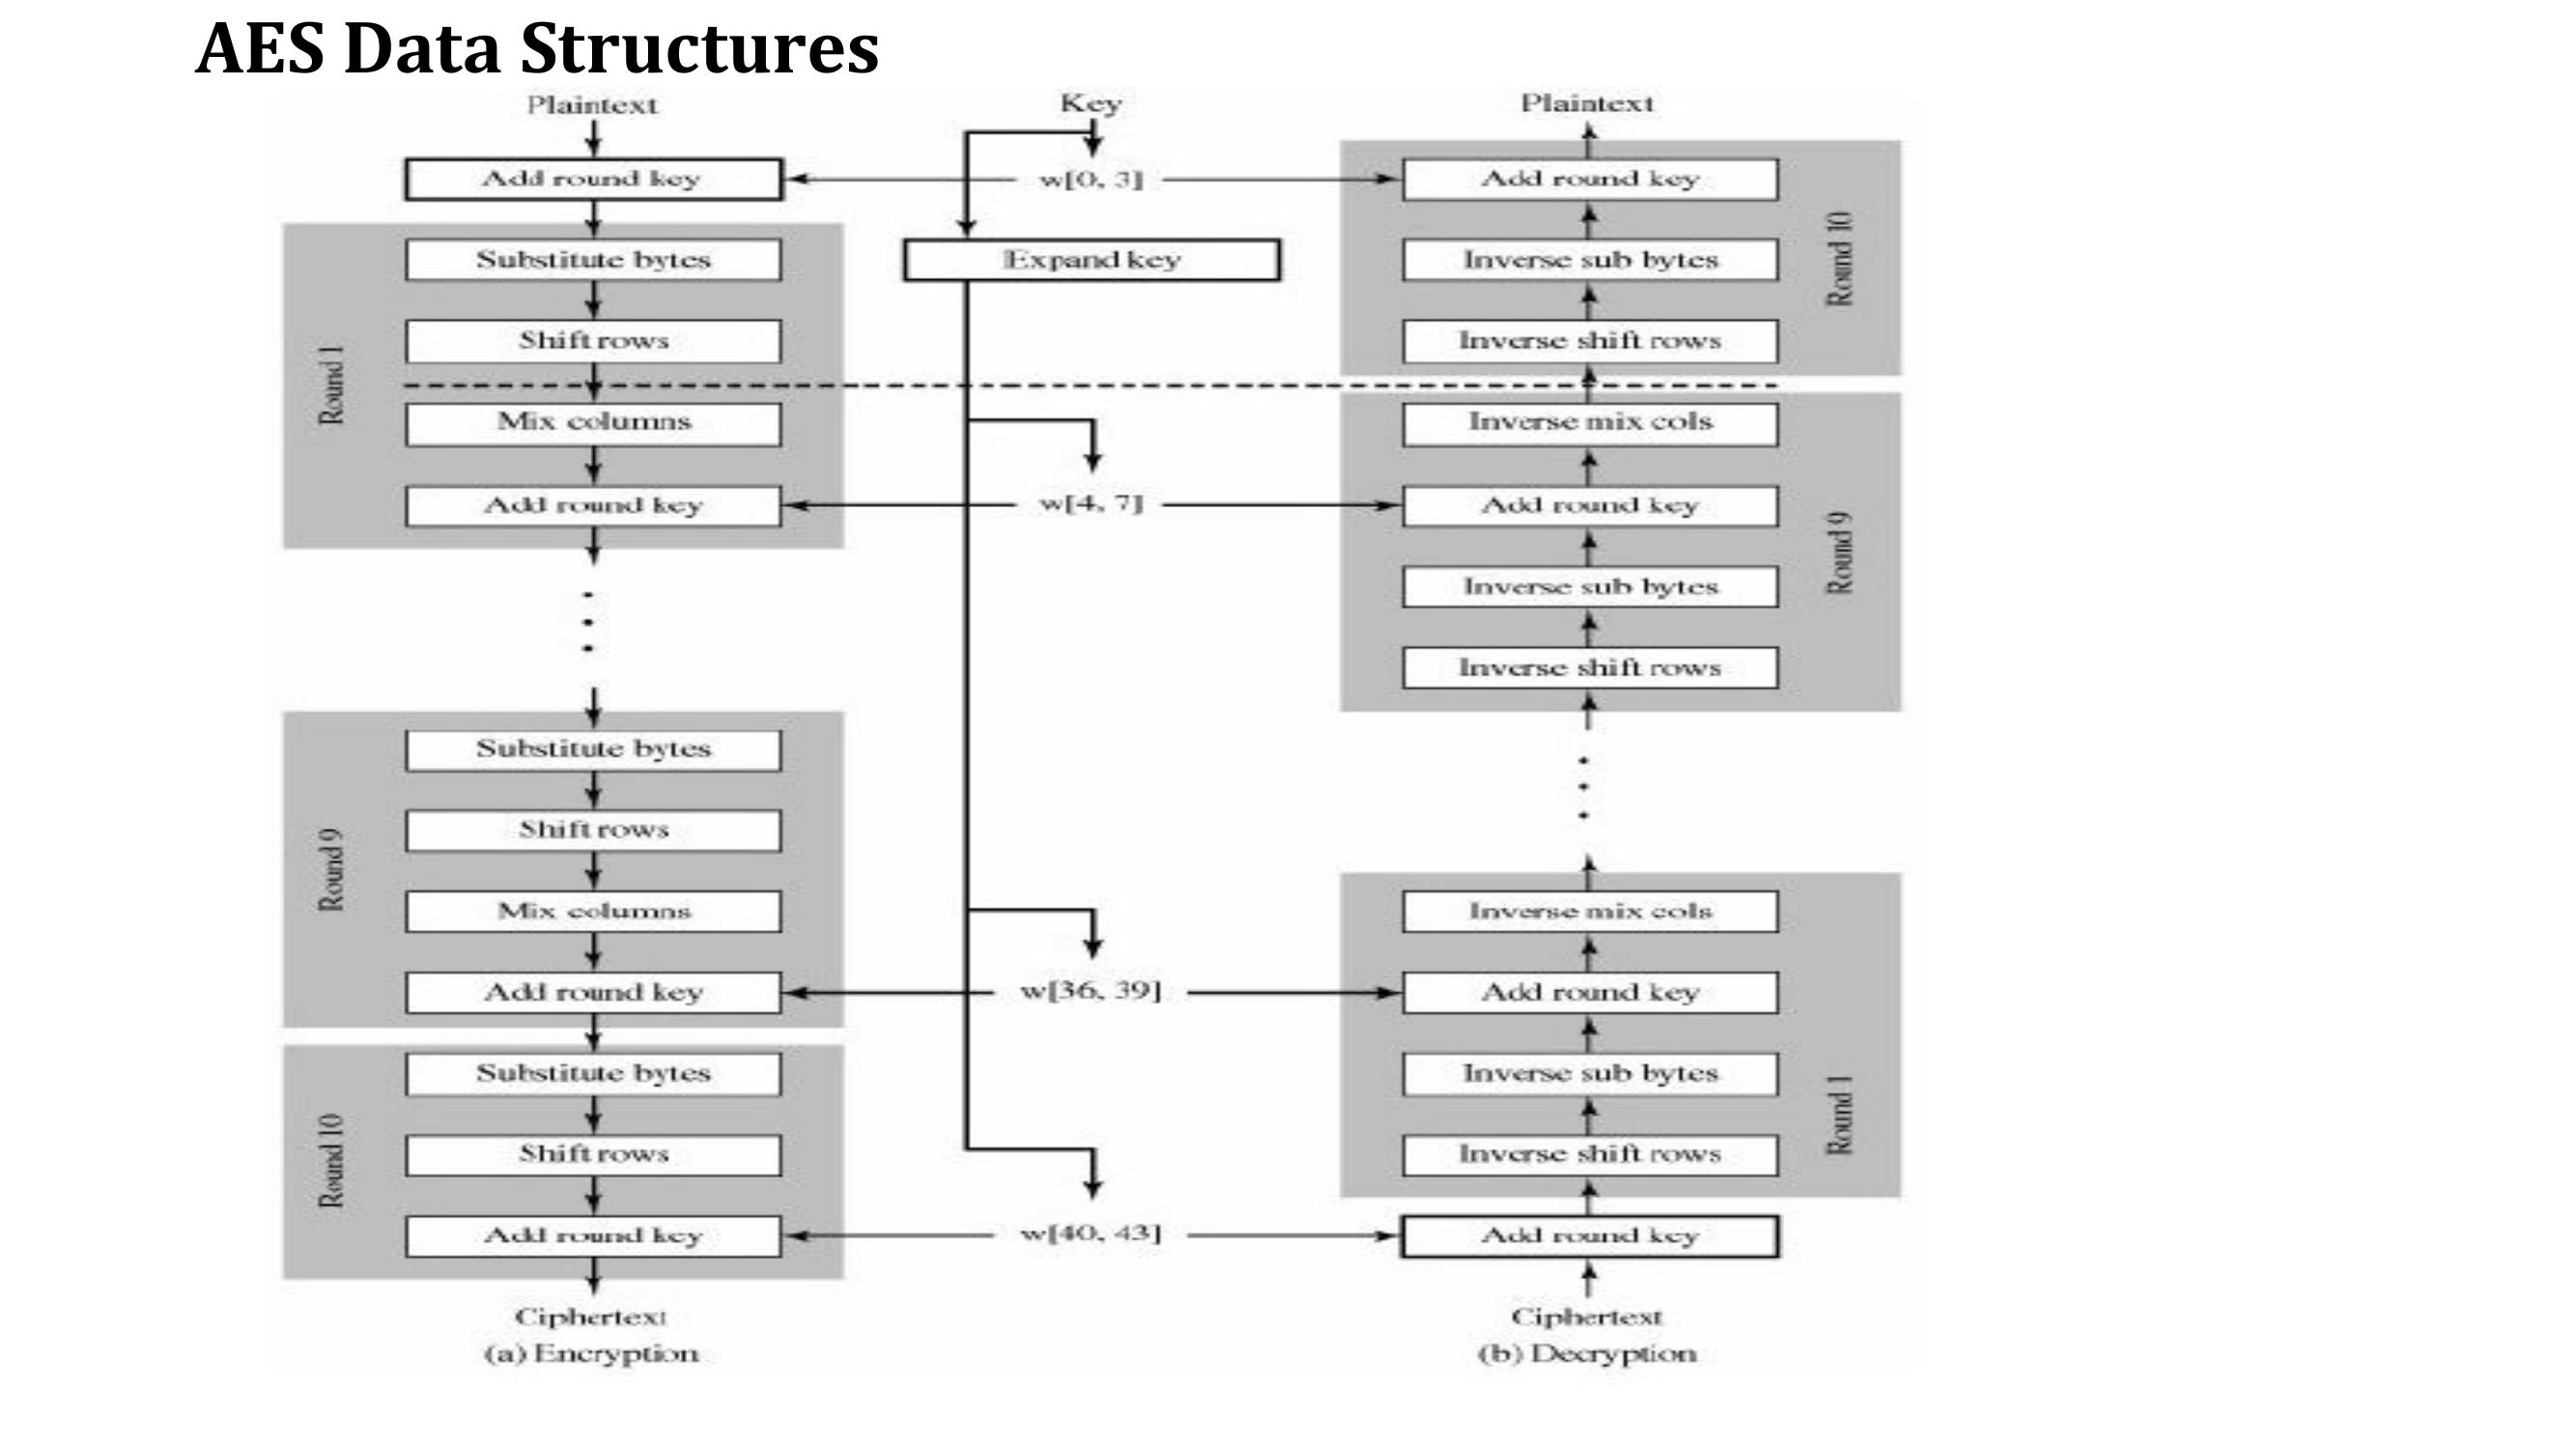 AES Data Structures
Plaintext
Key
Plaintext
Add round key
w[0, 3]
Add round key
Substitute bytes
Expand key
Inverse sub bytes
Round 10
Shift rows
Inverse shift rows
Round 1
Mix columns
Inverse mix cols
Add round key
w[4, 7]
Add round key
Round 9
Inverse sub bytes
Inverse shift rows
Substitute bytes
Shift rows
Round 9
Mix columns
Inverse mix cols
Add round key
w[36, 39]
Add round key
Substitute bytes
Inverse sub bytes
Round 1
Round 10
Shift rows
Inverse shift rows
Add round key
w[40, 43]
Add round key
Ciphertext
Ciphertext
(a) Encryption
(b) Decryption